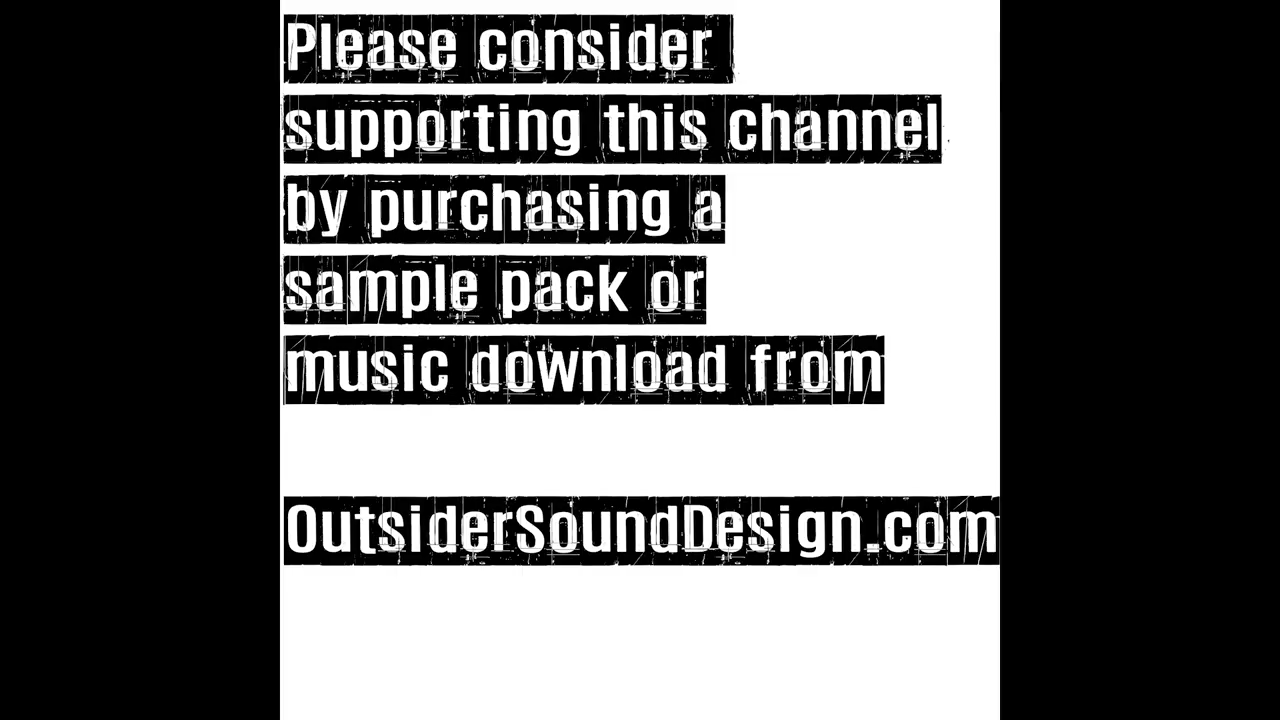 Please consider
supporting this channel
by purchasing a
sample pack or
music download from
OutsiderSoundDesign.com